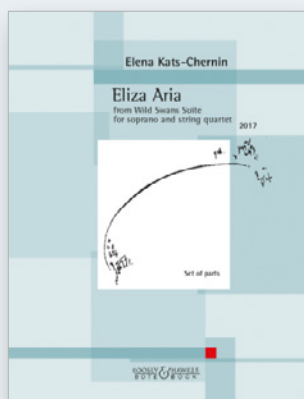 Elena Kats-Chernin
Eliza Aria
from Wild Swans Suite
for soprano and string quartet
2017
Set of parts
BOOSEY & HAWKES
BOTE & BOCK